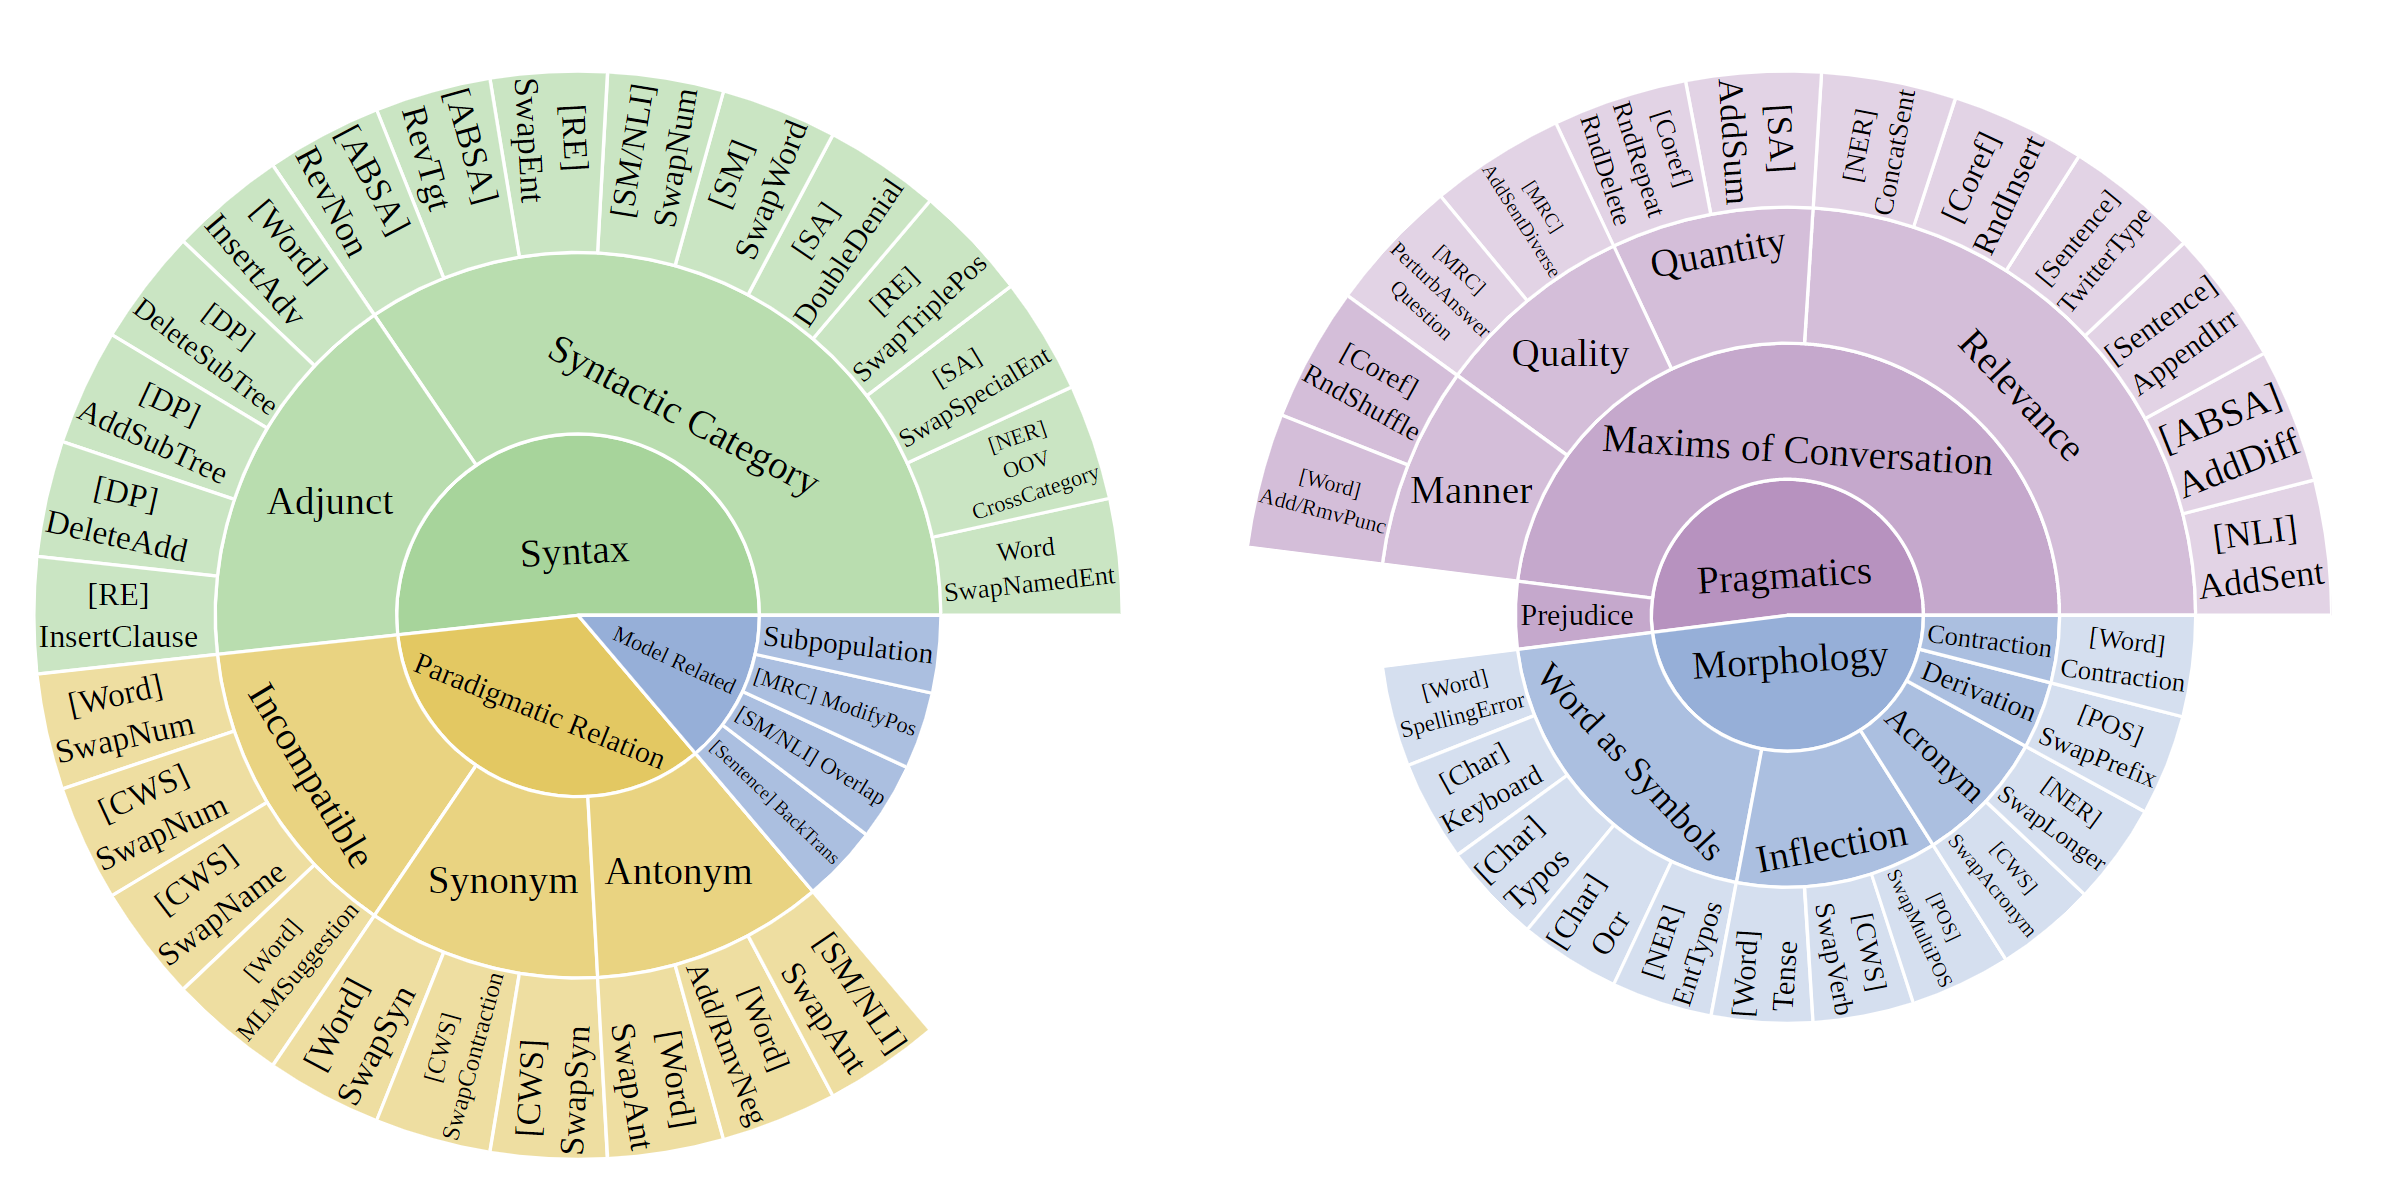 Syntax
Syntactic Category
Word
SwapNamedEnt
[NER]
OOV
CrossCategory
[SA]
SwapSpecialEnt
[RE]
SwapTriplePos
[SA]
DoubleDenial
[SM]
SwapWord
[SM/NLI]
SwapNum
[RE]
SwapEnt
[ABSA]
RevTgt
[ABSA]
RevNon
Adjunct
[Word]
InsertAdv
[DP]
DeleteSubTree
[DP]
AddSubTree
[DP]
DeleteAdd
[RE]
InsertClause
Paradigmatic Relation
Incompatible
[Word]
SwapNum
[CWS]
SwapNum
[CWS]
SwapName
[Word]
MLMSuggestion
Synonym
[Word]
SwapSyn
[CWS]
SwapContraction
[CWS]
SwapSyn
Antonym
[Word]
SwapAnt
[Word]
Add/RmvNeg
[SM/NLI]
SwapAnt
Model Related
Subpopulation
[MRC] ModifyPos
[SM/NLI] Overlap
[Sentence] BackTrans
Pragmatics
Maxims of Conversation
Relevance
[NLI]
AddSent
[ABSA]
AddDiff
[Sentence]
AppendIrr
[Sentence]
TwitterType
[Coref]
RndInsert
[NER]
ConcatSent
Quantity
[SA]
AddSum
[Coref]
RndRepeat
RndDelete
Quality
[MRC]
AddSentDiverse
[MRC]
PerturbAnswer
Question
Manner
[Coref]
RndShuffle
[Word]
Add/RmvPunc
Prejudice
Morphology
Word as Symbols
[Word]
SpellingError
[Char]
Keyboard
[Char]
Typos
[Char]
Ocr
[NER]
EntTypos
Inflection
[Word]
Tense
[CWS]
SwapVerb
[POS]
SwapMultiPOS
Acronym
[CWS]
SwapAcronym
[NER]
SwapLonger
Derivation
[POS]
SwapPrefix
Contraction
[Word]
Contraction